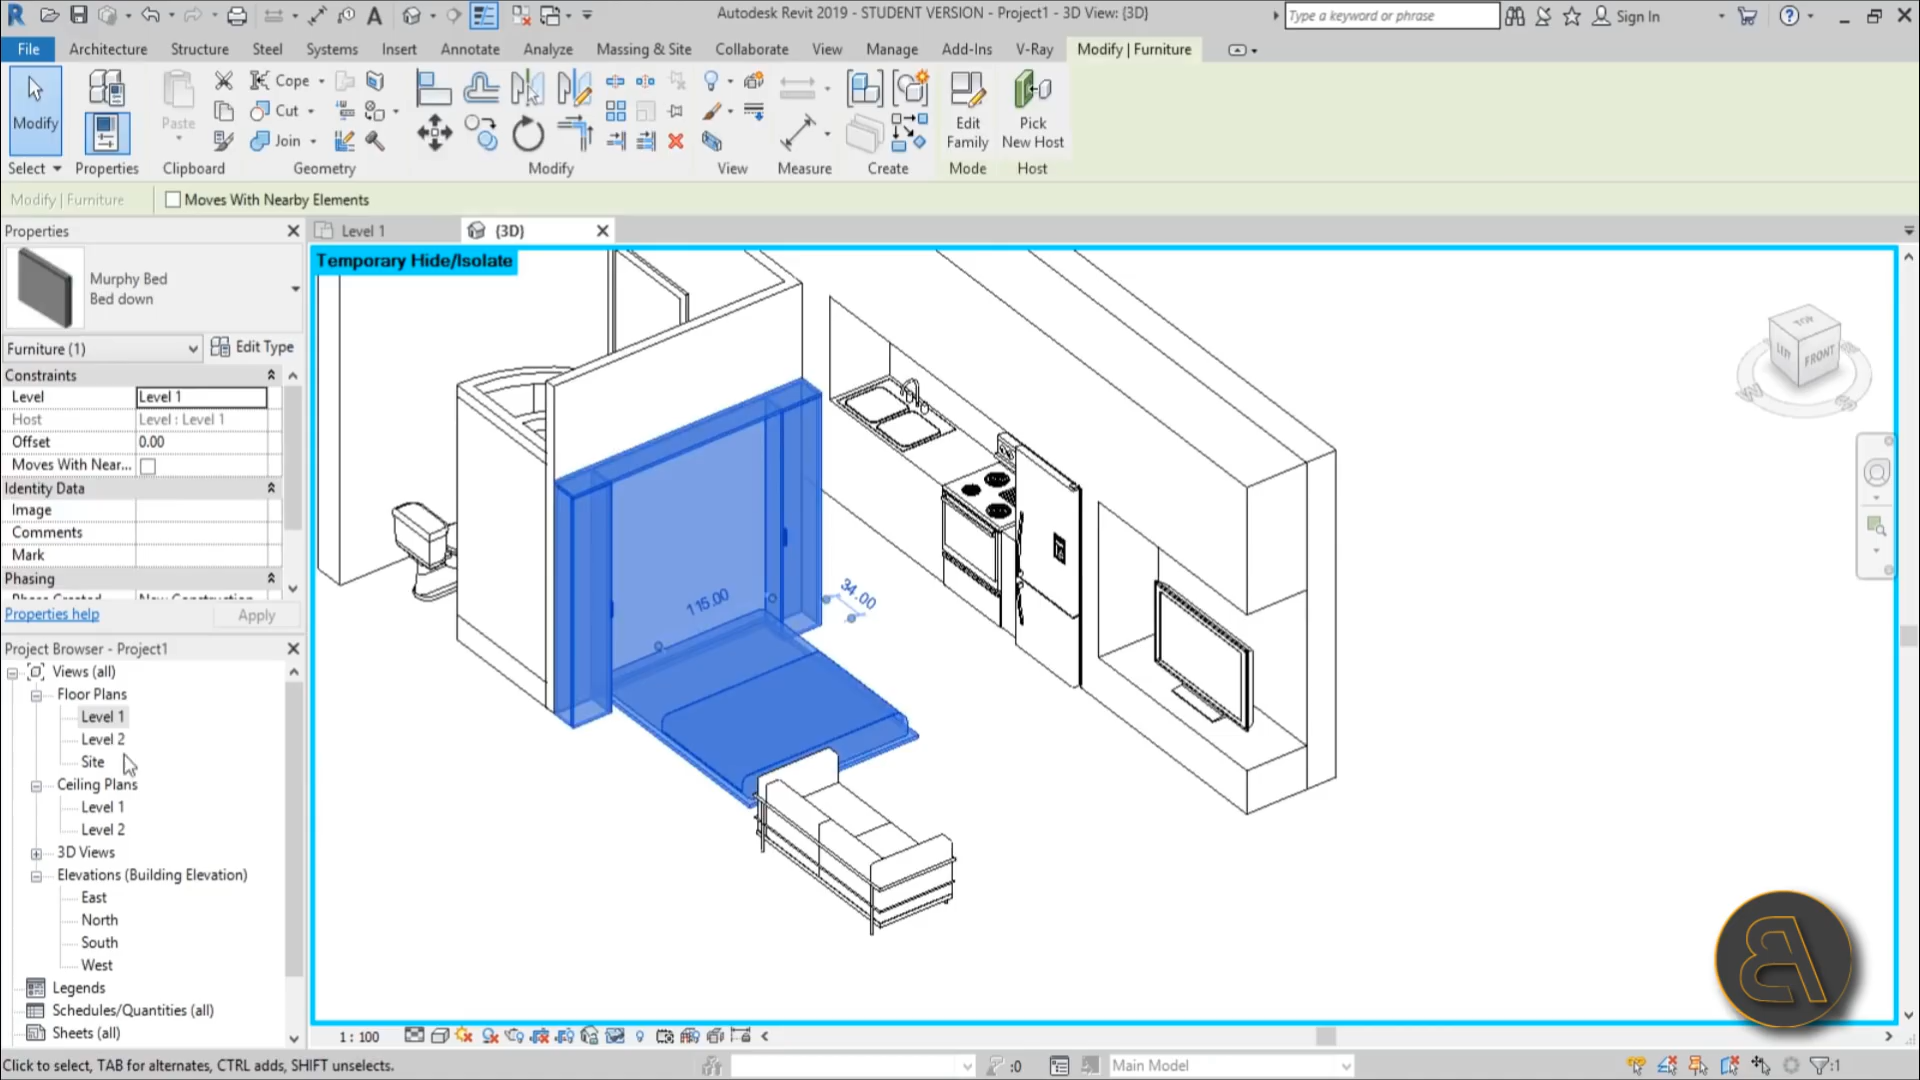 Autodesk Revit 2019 - STUDENT VERSION - Project1 - 3D View: {3D}
Type a keyword or phrase
Sign In
File Architecture Structure Steel Systems Insert Annotate Analyze Massing & Site Collaborate View Manage Add-Ins V-Ray Modify | Furniture
Modify
Paste
Cope
Cut
Join
Edit Family
Pick New Host
Select Properties Clipboard Geometry Modify View Measure Create Mode Host
Modify | Furniture
Moves With Nearby Elements
Properties
Murphy Bed
Bed down
Furniture (1)
Edit Type
Constraints
Level Level 1
Host Level : Level 1
Offset 0.00
Moves With Near...
Identity Data
Image
Comments
Mark
Phasing
Properties help
Apply
Project Browser - Project1
Views (all)
Floor Plans
Level 1
Level 2
Site
Ceiling Plans
Level 1
Level 2
3D Views
Elevations (Building Elevation)
East
North
South
West
Legends
Schedules/Quantities (all)
Sheets (all)
Level 1
{3D}
Temporary Hide/Isolate
115.00
34.00
TOP
FRONT
1 : 100
Click to select, TAB for alternates, CTRL adds, SHIFT unselects.
:0
Main Model
:1